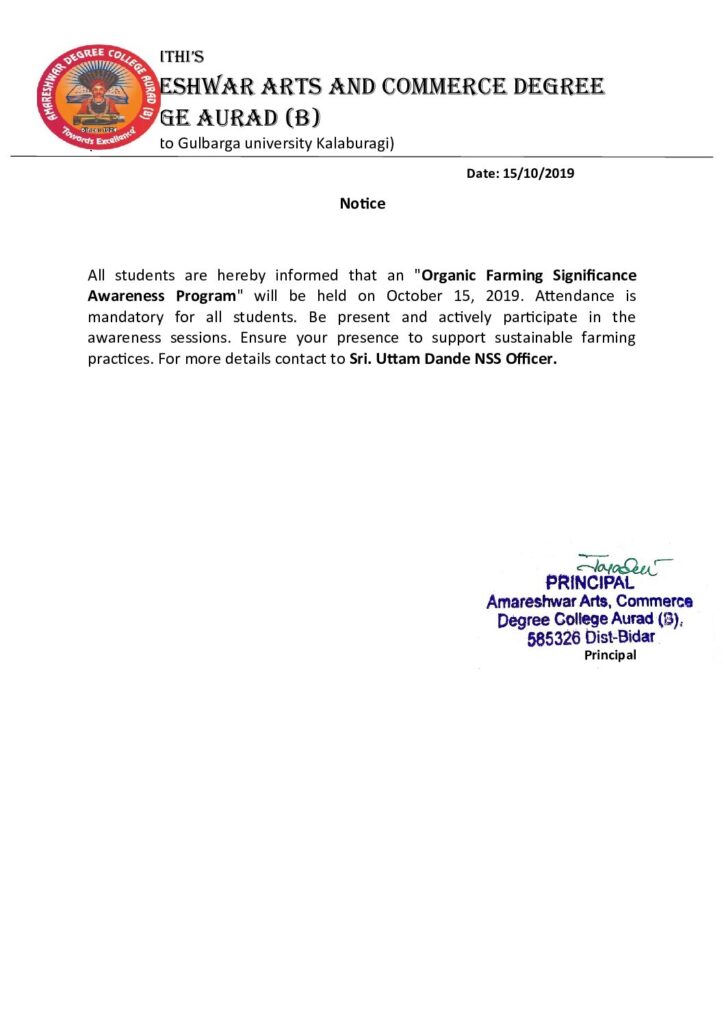 AMARESHWAR DEGREE COLLEGE AURAD (B)
"Towards Excellence"
ITHI'S
ESHWAR ARTS AND COMMERCE DEGREE
GE AURAD (B)
to Gulbarga university Kalaburagi)
Date: 15/10/2019
Notice
All students are hereby informed that an "Organic Farming Significance
Awareness Program" will be held on October 15, 2019. Attendance is
mandatory for all students. Be present and actively participate in the
awareness sessions. Ensure your presence to support sustainable farming
practices. For more details contact to Sri. Uttam Dande NSS Officer.
PRINCIPAL
Amareshwar Arts, Commerce
Degree College Aurad (B),
585326 Dist-Bidar
Principal